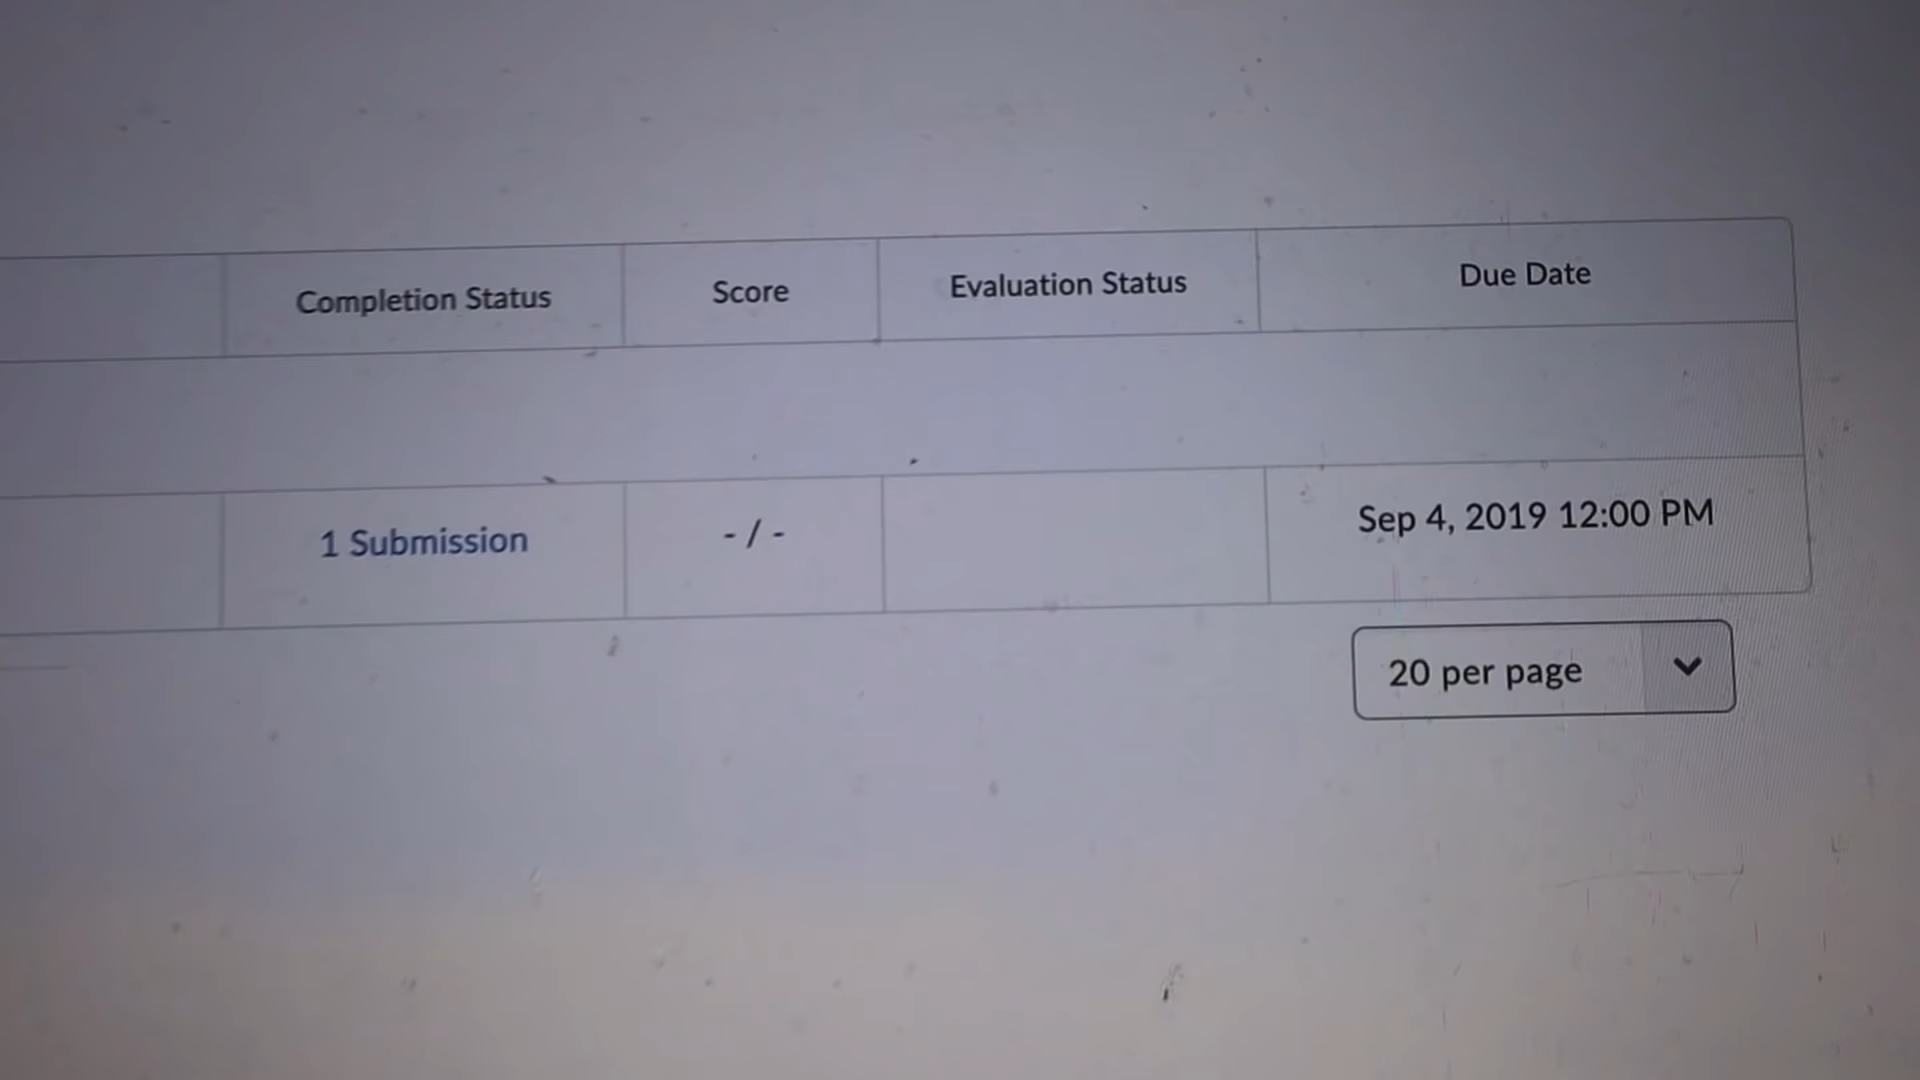 Completion Status Score Evaluation Status Due Date
1 Submission - / - Sep 4, 2019 12:00 PM
20 per page